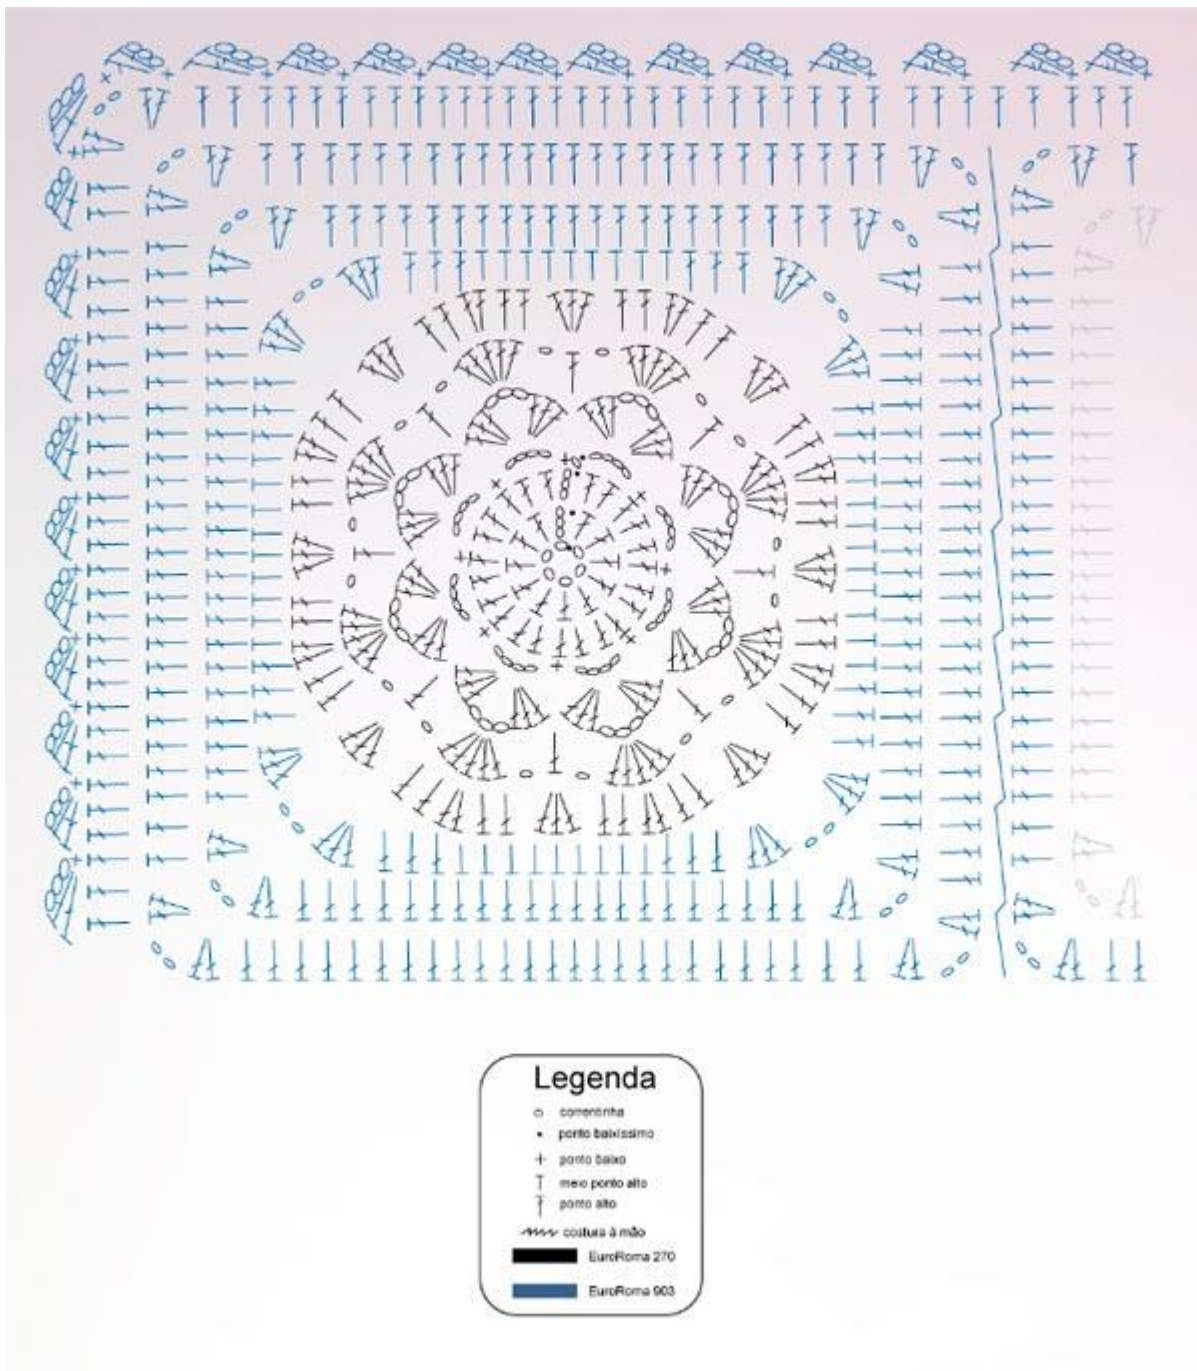 Legenda
correntinha
ponto baixíssimo
ponto baixo
meio ponto alto
ponto alto
costura à mão
EuroRoma 270
EuroRoma 903